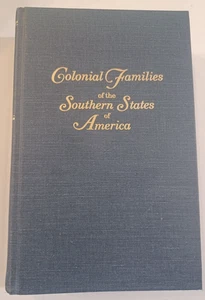 Colonial Families
of the
Southern States
of
America